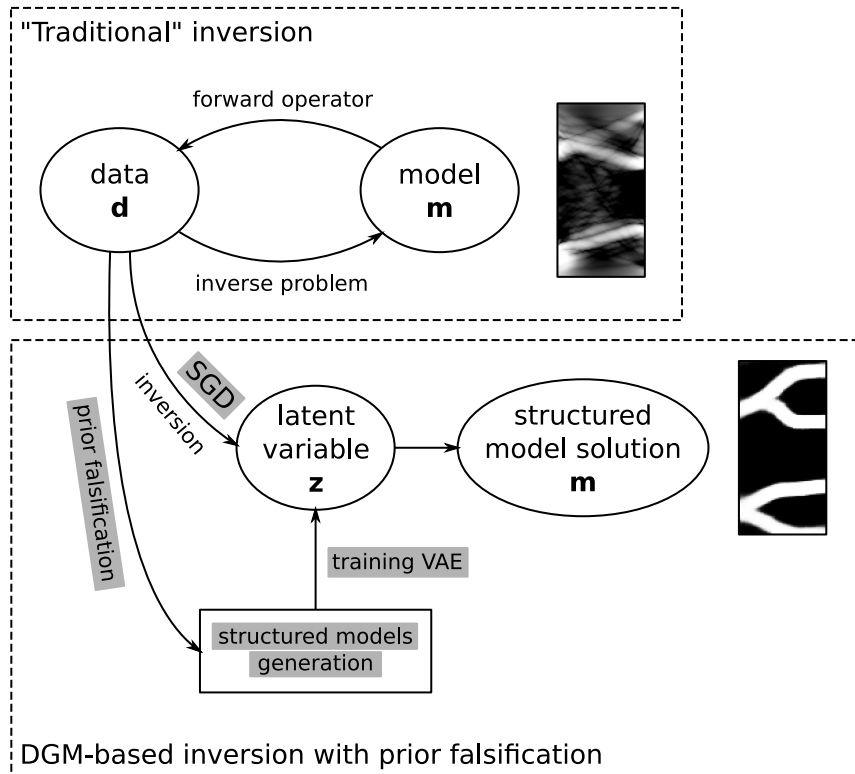 "Traditional" inversion
forward operator
data
d
model
m
inverse problem
SGD
inversion
prior falsification
latent
variable
z
structured
model solution
m
training VAE
structured models
generation
DGM-based inversion with prior falsification